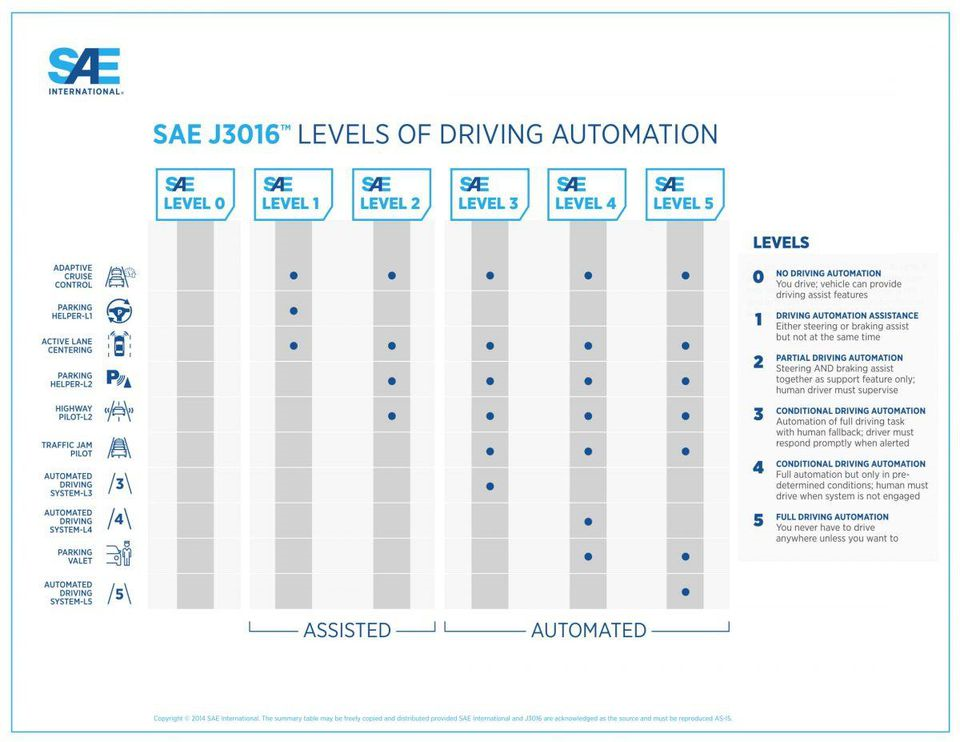 SAE
INTERNATIONAL®
SAE J3016™ LEVELS OF DRIVING AUTOMATION
SAE LEVEL 0
SAE LEVEL 1
SAE LEVEL 2
SAE LEVEL 3
SAE LEVEL 4
SAE LEVEL 5
ADAPTIVE
CRUISE
CONTROL
PARKING
HELPER-L1
P
ACTIVE LANE
CENTERING
PARKING
HELPER-L2
P
HIGHWAY
PILOT-L2
TRAFFIC JAM
PILOT
AUTOMATED
DRIVING
SYSTEM-L3
3
AUTOMATED
DRIVING
SYSTEM-L4
4
PARKING
VALET
AUTOMATED
DRIVING
SYSTEM-L5
5
ASSISTED
AUTOMATED
LEVELS
0 NO DRIVING AUTOMATION
You drive; vehicle can provide
driving assist features
1 DRIVING AUTOMATION ASSISTANCE
Either steering or braking assist
but not at the same time
2 PARTIAL DRIVING AUTOMATION
Steering AND braking assist
together as support feature only;
human driver must supervise
3 CONDITIONAL DRIVING AUTOMATION
Automation of full driving task
with human fallback; driver must
respond promptly when alerted
4 CONDITIONAL DRIVING AUTOMATION
Full automation but only in pre-
determined conditions; human must
drive when system is not engaged
5 FULL DRIVING AUTOMATION
You never have to drive
anywhere unless you want to
Copyright © 2014 SAE International. The summary table may be freely copied and distributed provided SAE International and J3016 are acknowledged as the source and must be reproduced AS-IS.